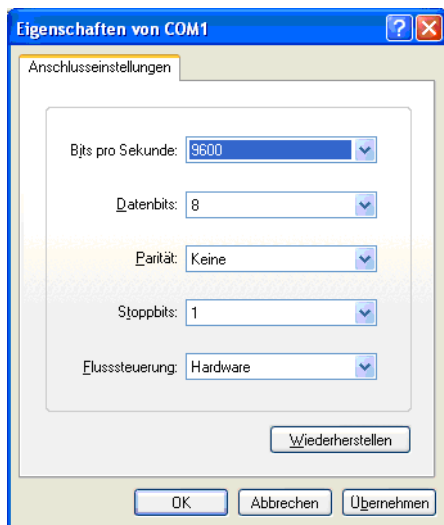 Eigenschaften von COM1
Anschlusseinstellungen
Bits pro Sekunde: 9600
Datenbits: 8
Parität: Keine
Stoppbits: 1
Flusssteuerung: Hardware
Wiederherstellen
OK Abbrechen Übernehmen